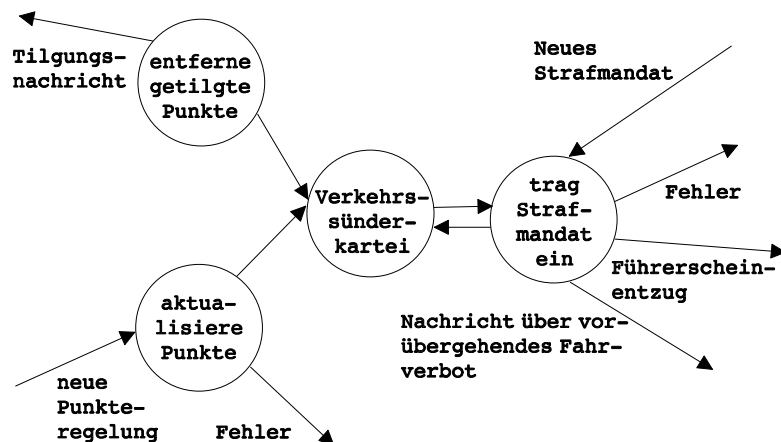 Tilgungs-
nachricht
entferne
getilgte
Punkte
Neues
Strafmandat
Verkehrs-
sünder-
kartei
trag
Straf-
mandat
ein
Fehler
Führerschein-
entzug
Nachricht über vor-
übergehendes Fahr-
verbot
aktua-
lisiere
Punkte
neue
Punkte-
regelung
Fehler